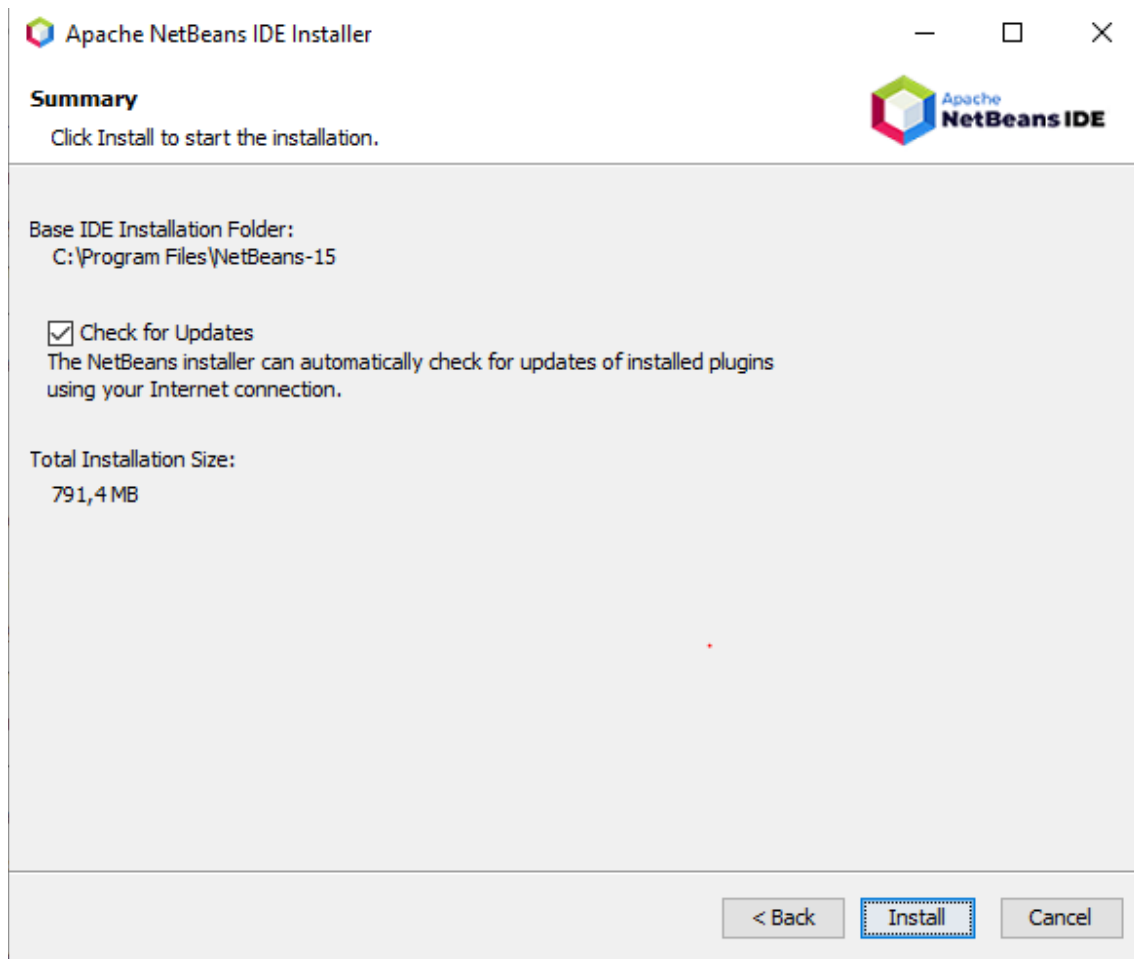 Apache NetBeans IDE Installer
Summary
Click Install to start the installation.
Apache
NetBeans IDE
Base IDE Installation Folder:
C:\Program Files\NetBeans-15
Check for Updates
The NetBeans installer can automatically check for updates of installed plugins
using your Internet connection.
Total Installation Size:
791,4 MB
< Back
Install
Cancel